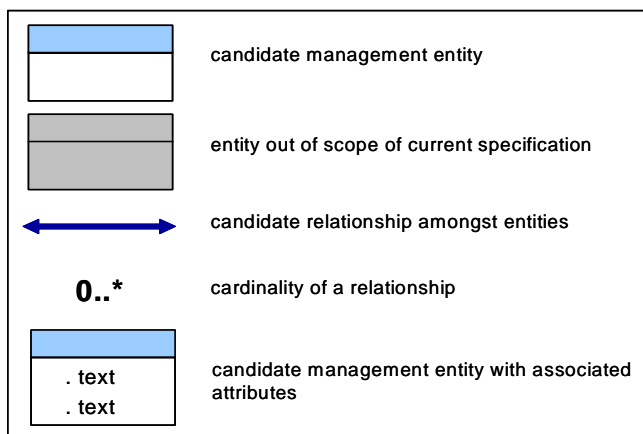 candidate management entity
entity out of scope of current specification
candidate relationship amongst entities
0..*
cardinality of a relationship
. text
. text
candidate management entity with associated
attributes